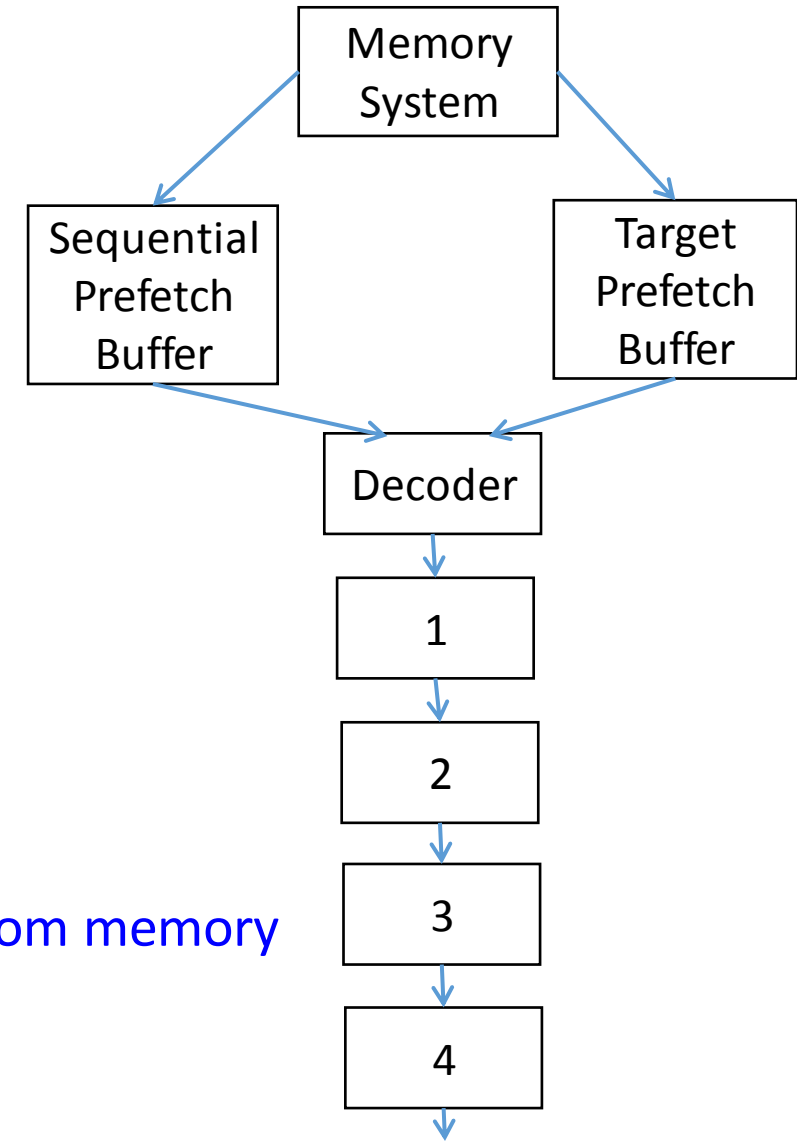 Memory
System
Sequential
Prefetch
Buffer
Target
Prefetch
Buffer
Decoder
1
2
3
om memory
4